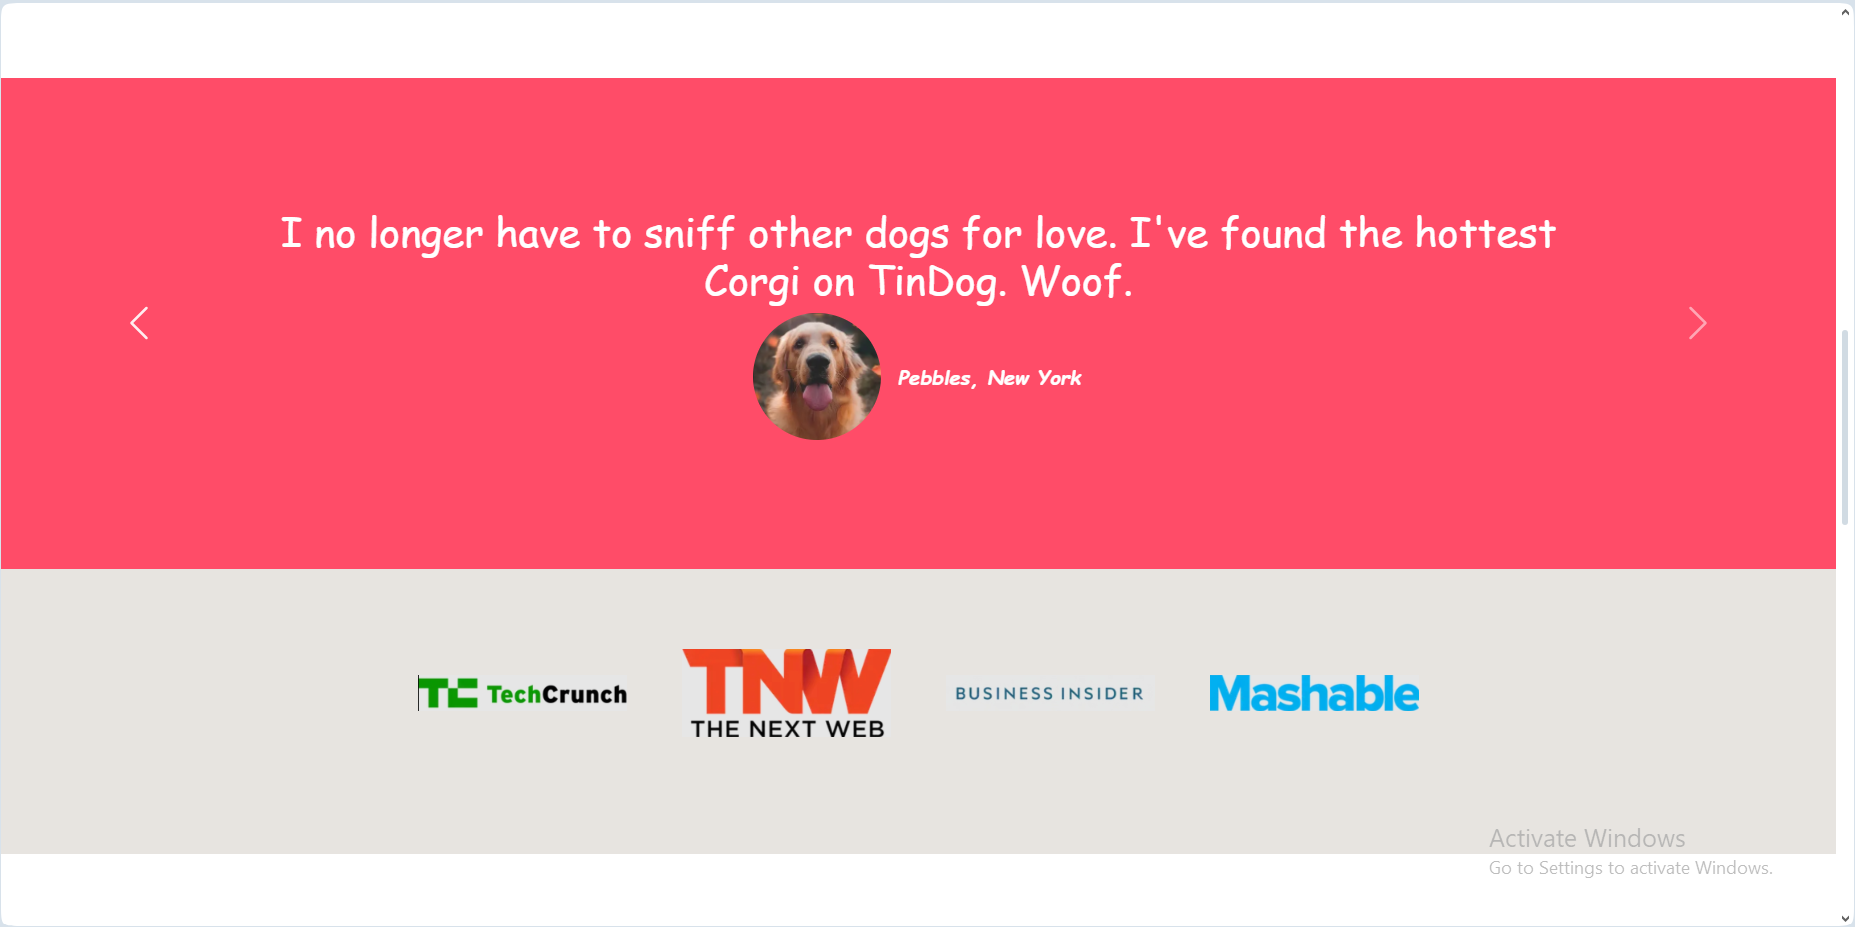 I no longer have to sniff other dogs for love. I've found the hottest
Corgi on TinDog. Woof.
Pebbles, New York
TC TechCrunch
TNW
THE NEXT WEB
BUSINESS INSIDER
Mashable
Activate Windows
Go to Settings to activate Windows.